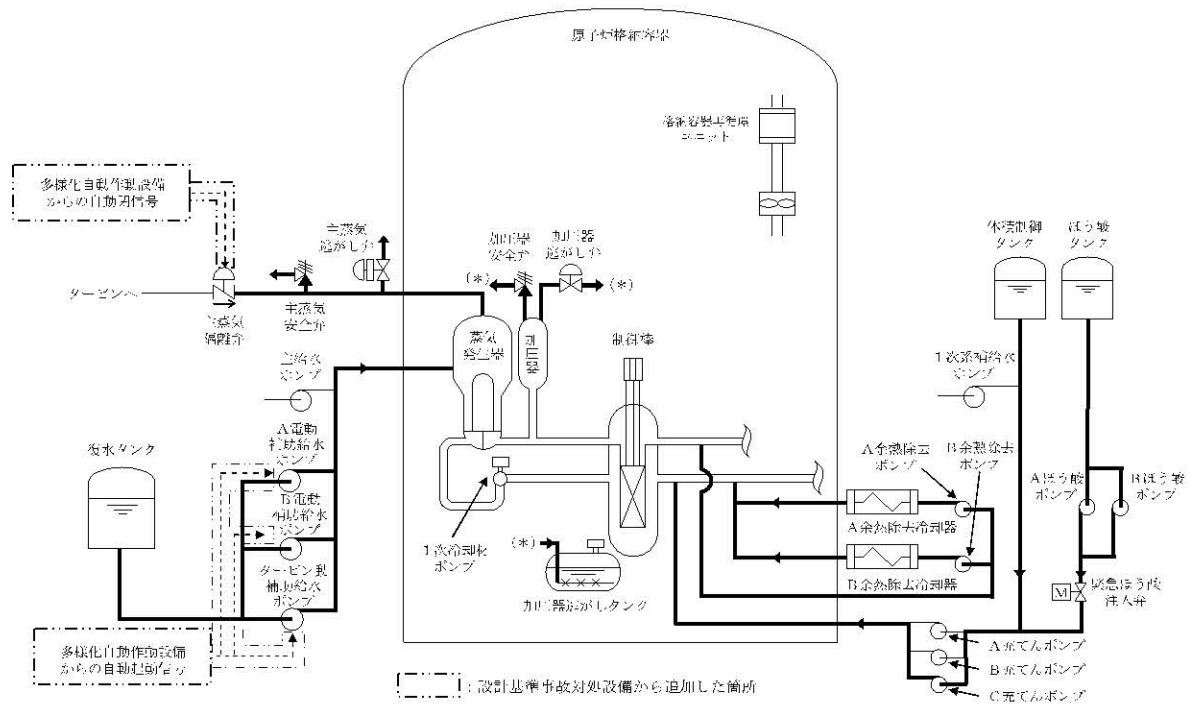 原子炉格納容器
格納容器再循環
ユニット
多様化自動作動設備
からの自動閉信号
主蒸気
逃がし弁
加圧器
安全弁
加圧器
逃がし弁
(*)
(*)
体積制御
タンク
ほう酸
タンク
タービンへ
主蒸気
隔離弁
主蒸気
安全弁
蒸気
発生器
加圧器
制御棒
主給水
ポンプ
1次系補給水
ポンプ
A電動
補助給水
ポンプ
復水タンク
B電動
補助給水
ポンプ
A余熱除去
ポンプ
B余熱除去
ポンプ
Aほう酸
ポンプ
Bほう酸
ポンプ
A余熱除去冷却器
B余熱除去冷却器
1次冷却材
ポンプ
(*)
加圧器逃がしタンク
タービン動
補助給水
ポンプ
M
緊急ほう酸
注入弁
多様化自動作動設備
からの自動起動信号
A充てんポンプ
B充てんポンプ
C充てんポンプ
：設計基準事故対処設備から追加した箇所